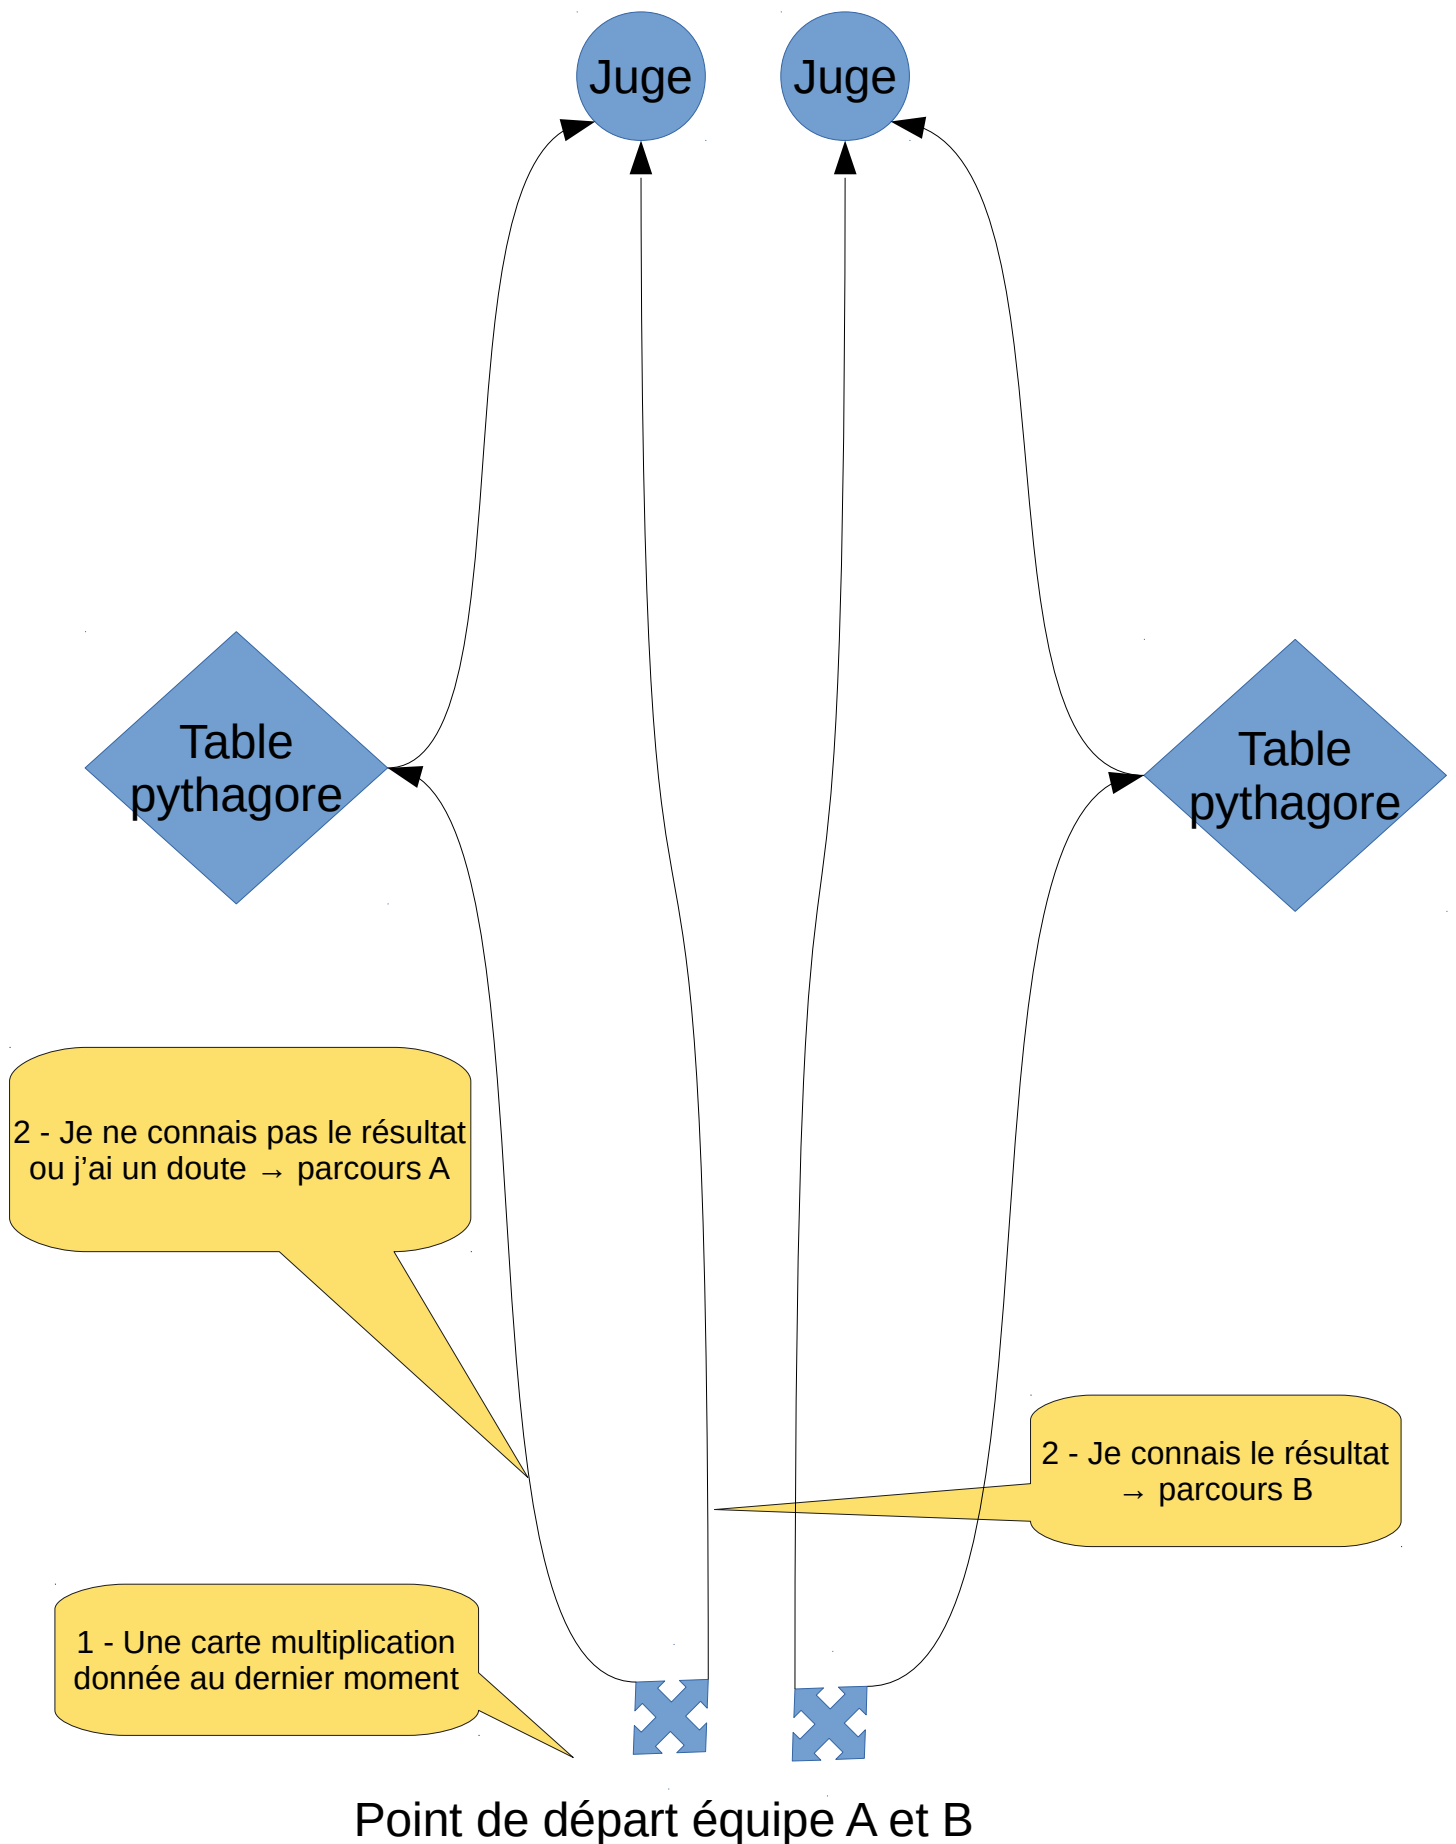 Juge
Juge
Table
pythagore
Table
pythagore
2 - Je ne connais pas le résultat
ou j’ai un doute → parcours A
2 - Je connais le résultat
→ parcours B
1 - Une carte multiplication
donnée au dernier moment
Point de départ équipe A et B